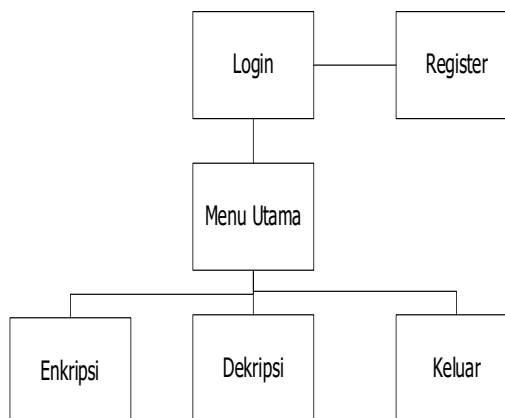 Login
Register
Menu Utama
Enkripsi
Dekripsi
Keluar